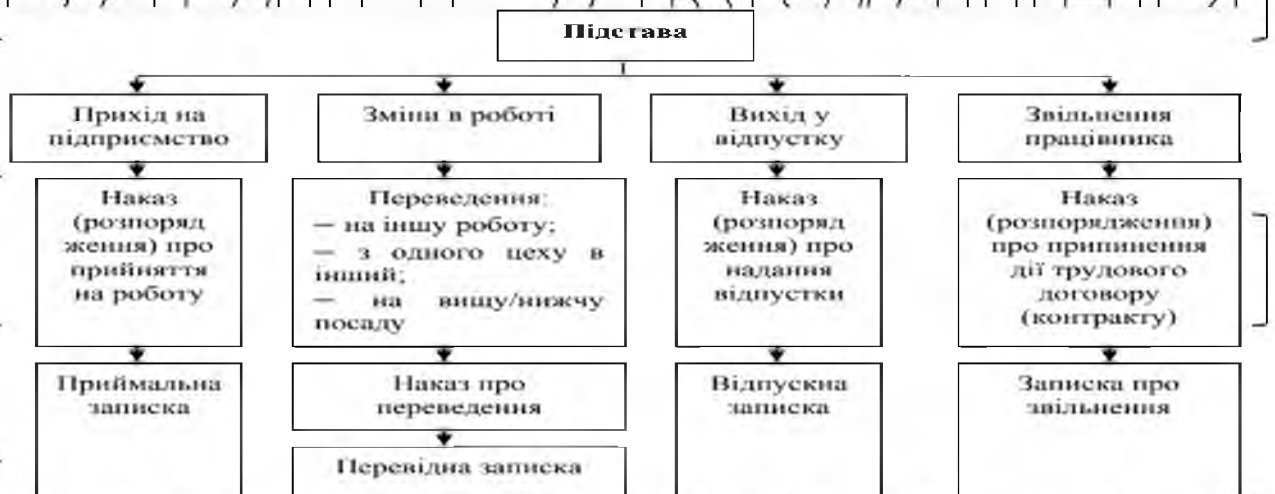 Підстава
Прихід на
підприємство
Зміни в роботі
Вихід у
відпустку
Звільнення
працівника
Наказ
(розпоряд
ження) про
прийняття
на роботу
Переведення:
— на іншу роботу;
— з одного цеху в
інший;
— на вищу/нижчу
посаду
Наказ
(розпоряд
ження) про
надання
відпустки
Наказ
(розпорядження)
про припинення
дії трудового
договору
(контракту)
Приймальна
записка
Наказ про
переведення
Відпускна
записка
Записка про
звільнення
Перевідна записка